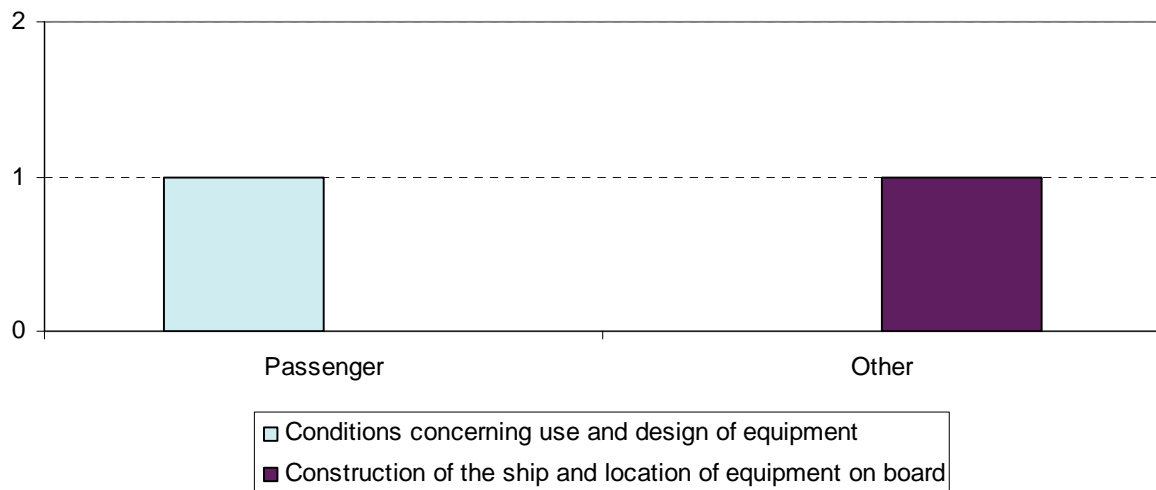 2
1
0
Passenger Other
Conditions concerning use and design of equipment
Construction of the ship and location of equipment on board